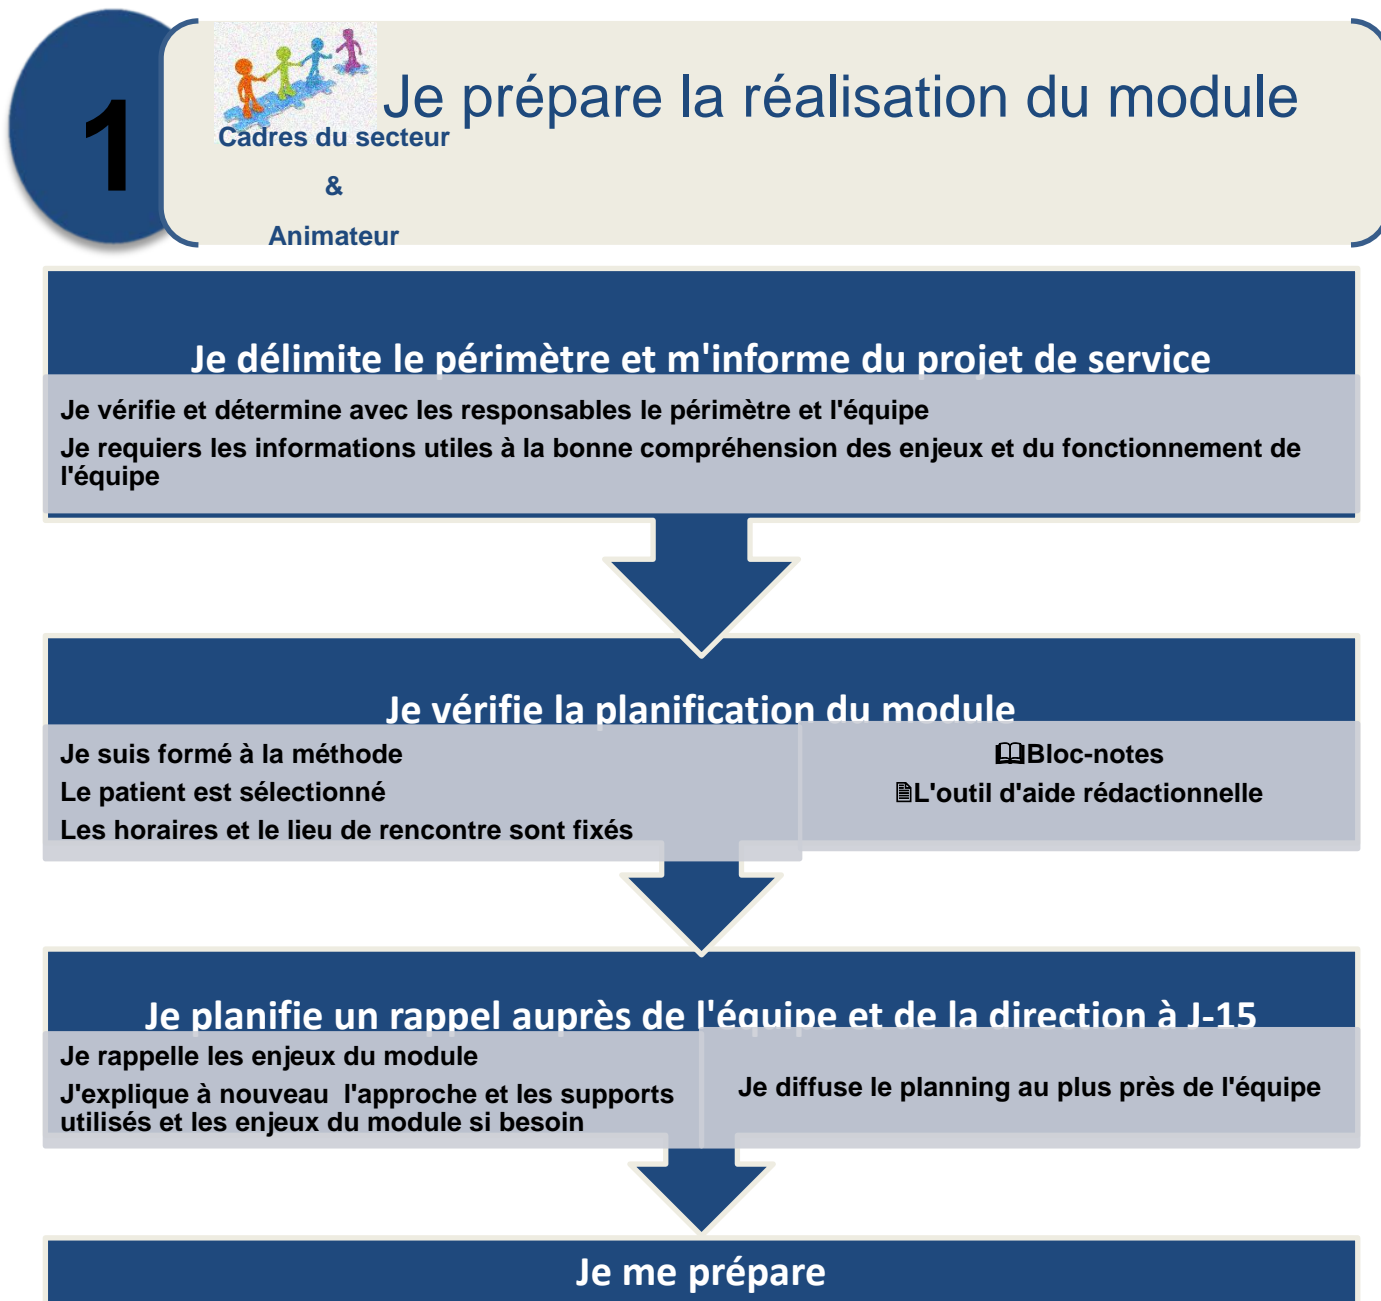 1
Je prépare la réalisation du module
Cadres du secteur
&
Animateur
Je délimite le périmètre et m'informe du projet de service
Je vérifie et détermine avec les responsables le périmètre et l'équipe
Je requiers les informations utiles à la bonne compréhension des enjeux et du fonctionnement de
l'équipe
Je vérifie la planification du module
Je suis formé à la méthode
Le patient est sélectionné
Les horaires et le lieu de rencontre sont fixés
🕮Bloc-notes
🗎L'outil d'aide rédactionnelle
Je planifie un rappel auprès de l'équipe et de la direction à J-15
Je rappelle les enjeux du module
J'explique à nouveau  l'approche et les supports
utilisés et les enjeux du module si besoin
Je diffuse le planning au plus près de l'équipe
Je me prépare